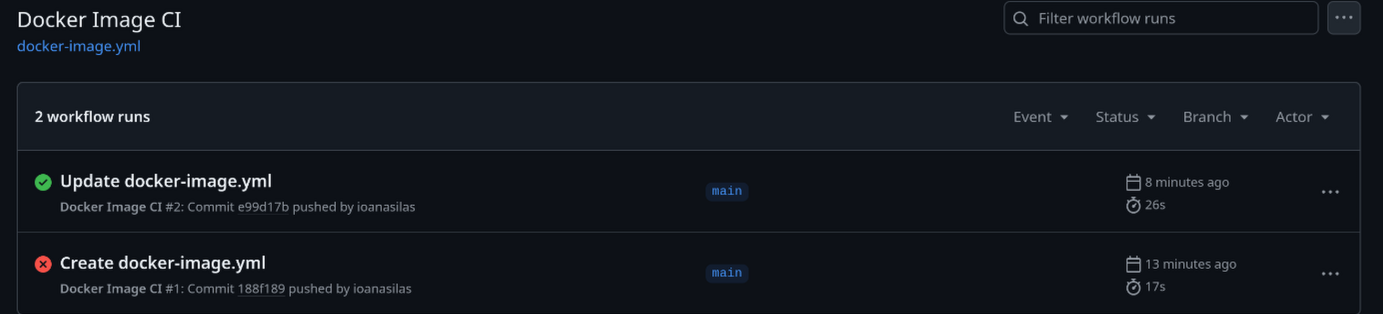 Docker Image CI
docker-image.yml
Filter workflow runs
2 workflow runs
Event
Status
Branch
Actor
Update docker-image.yml
main
8 minutes ago
Docker Image CI #2: Commit e99d17b pushed by ioanasilas
26s
Create docker-image.yml
main
13 minutes ago
Docker Image CI #1: Commit 188f189 pushed by ioanasilas
17s